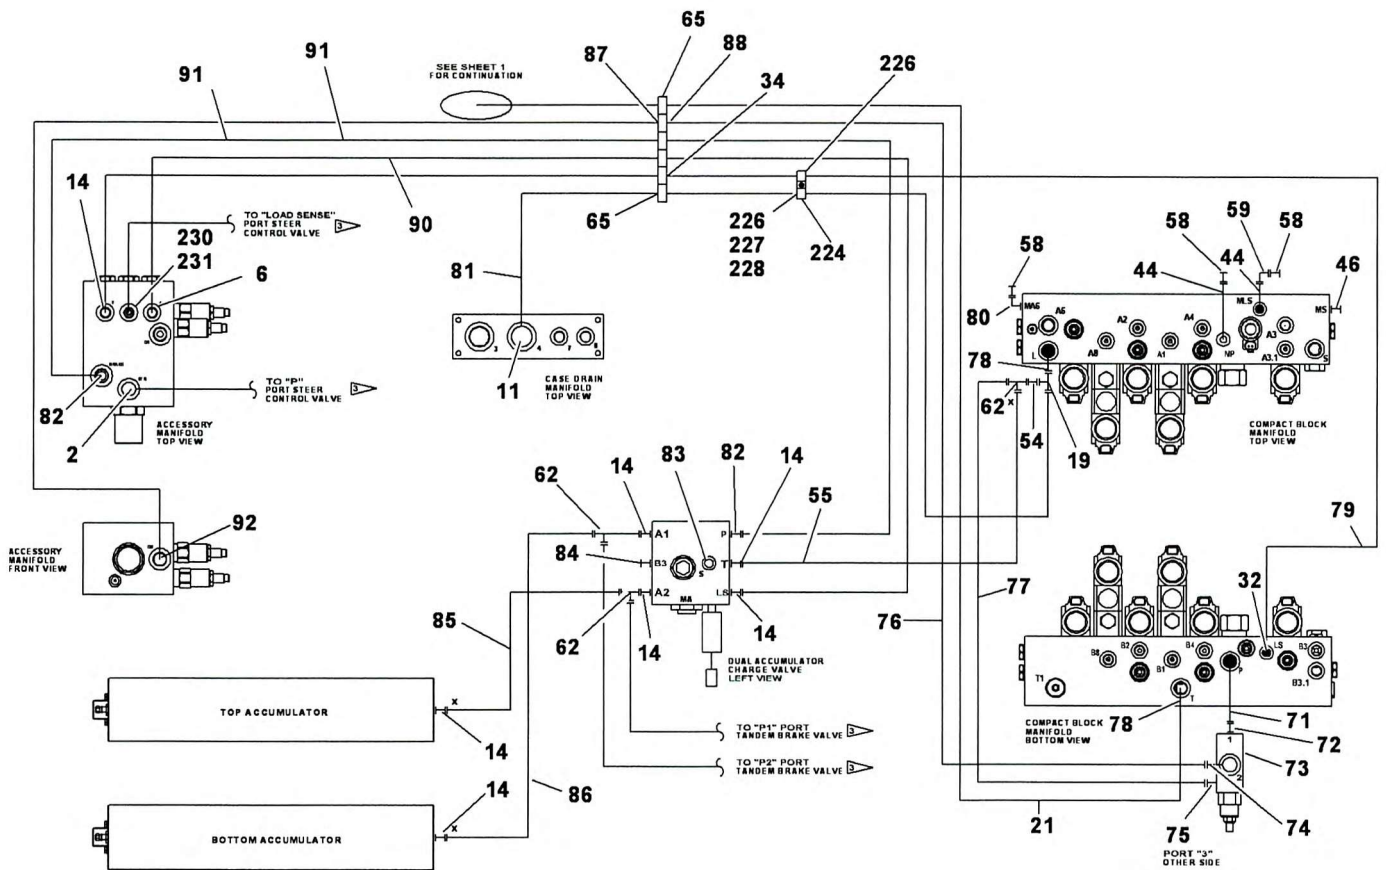 65
87
88
91
91
SEE SHEET 1
FOR CONTINUATION
34
226
14
90
TO "LOAD SENSE"
PORT STEER
CONTROL VALVE
3
230
231
6
65
226
227
228
224
81
58
58
59
58
44
44
46
80
MA6
A6
A2
A4
MLS
MS
A8
A1
NP
A3
A3.1
S
L
3
4
7
8
11
CASE DRAIN
MANIFOLD
TOP VIEW
78
82
2
TO "P"
PORT STEER
CONTROL VALVE
3
ACCESSORY
MANIFOLD
TOP VIEW
62
X
54
19
COMPACT BLOCK
MANIFOLD
TOP VIEW
62
14
83
82
14
55
79
92
ACCESSORY
MANIFOLD
FRONT VIEW
84
A1
P
B3
S
T
A2
MA
LS
85
62
14
14
77
76
32
DUAL ACCUMULATOR
CHARGE VALVE
LEFT VIEW
B8
B2
B1
B4
P
LS
B3
B3.1
T1
T
78
71
COMPACT BLOCK
MANIFOLD
BOTTOM VIEW
72
1
73
2
TOP ACCUMULATOR
X
14
TO "P1" PORT
TANDEM BRAKE VALVE
3
TO "P2" PORT
TANDEM BRAKE VALVE
3
14
86
X
BOTTOM ACCUMULATOR
21
75
74
PORT "3"
OTHER SIDE